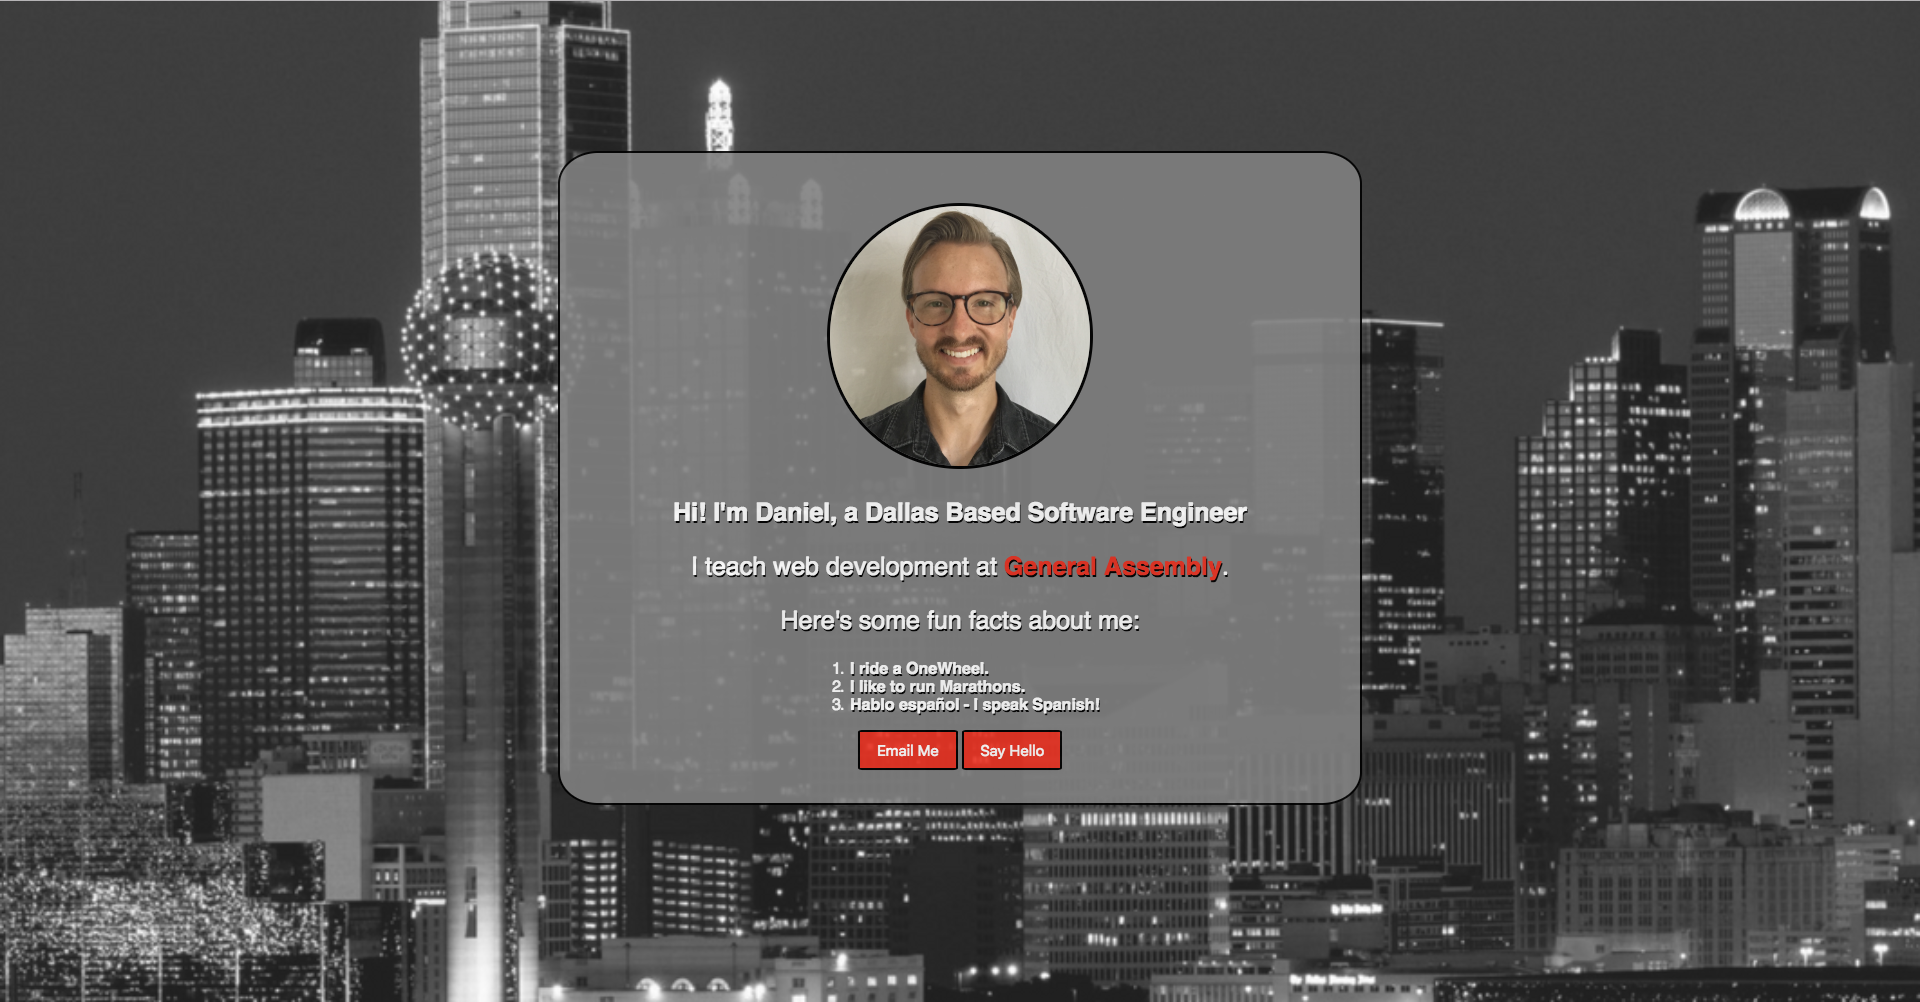 Hi! I'm Daniel, a Dallas Based Software Engineer
I teach web development at General Assembly.
Here's some fun facts about me:
1. I ride a OneWheel.
2. I like to run Marathons.
3. Hablo español - I speak Spanish!
Email Me
Say Hello